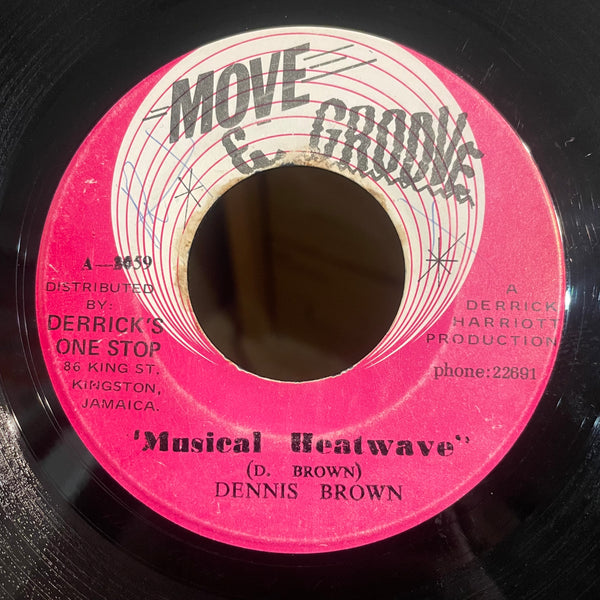 MOVE
& GROOVE
DISTRIBUTED
BY:
DERRICK'S
ONE STOP
86 KING ST.
KINGSTON,
JAMAICA.
A
DERRICK
HARRIOTT
PRODUCTION
phone:22691
'Musical Heatwave"
(D. BROWN)
DENNIS BROWN